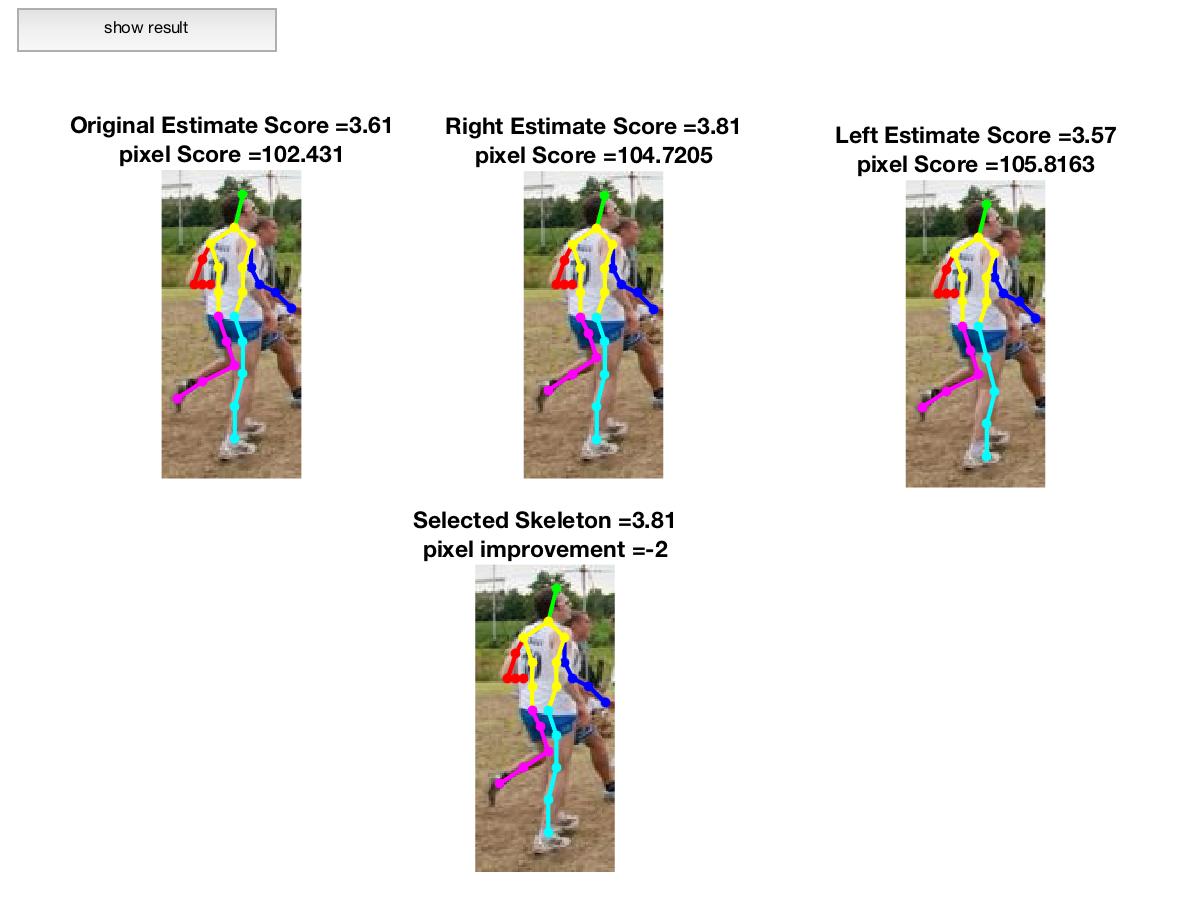 show result
Original Estimate Score =3.61
pixel Score =102.431
Right Estimate Score =3.81
pixel Score =104.7205
Left Estimate Score =3.57
pixel Score =105.8163
Selected Skeleton =3.81
pixel improvement =-2